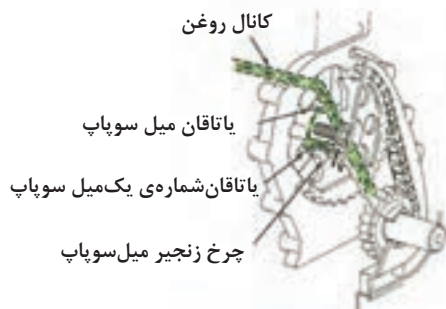 کانال روغن
یاتاقان میل سوپاپ
یاتاقان‌شماره‌ی یک‌میل سوپاپ
چرخ زنجیر میل‌سوپاپ